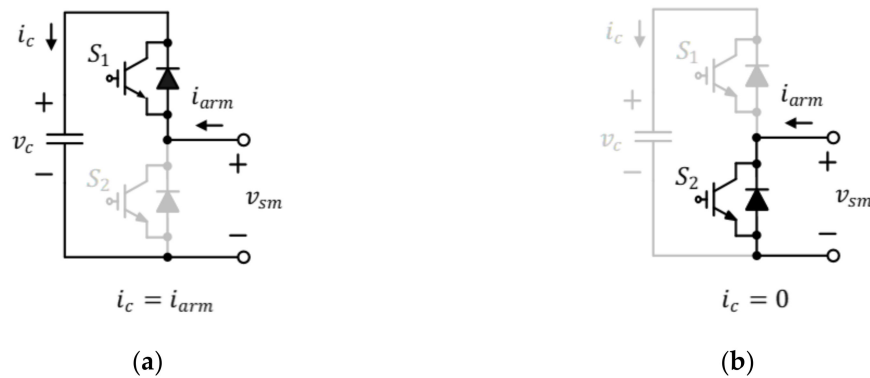 i_c
S_1
i_arm
+
v_c
−
+
S_2
v_sm
−
i_c = i_arm
(a)
i_c
S_1
i_arm
+
v_c
−
+
S_2
v_sm
−
i_c = 0
(b)